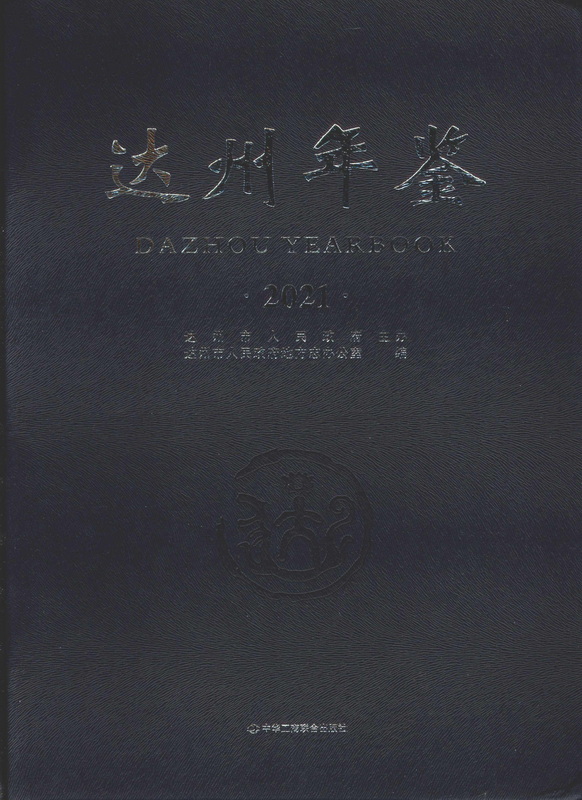 达州年鉴
DAZHOU YEARBOOK
·2021·
达州市人民政府 主办
达州市人民政府地方志办公室 编
中华工商联合出版社